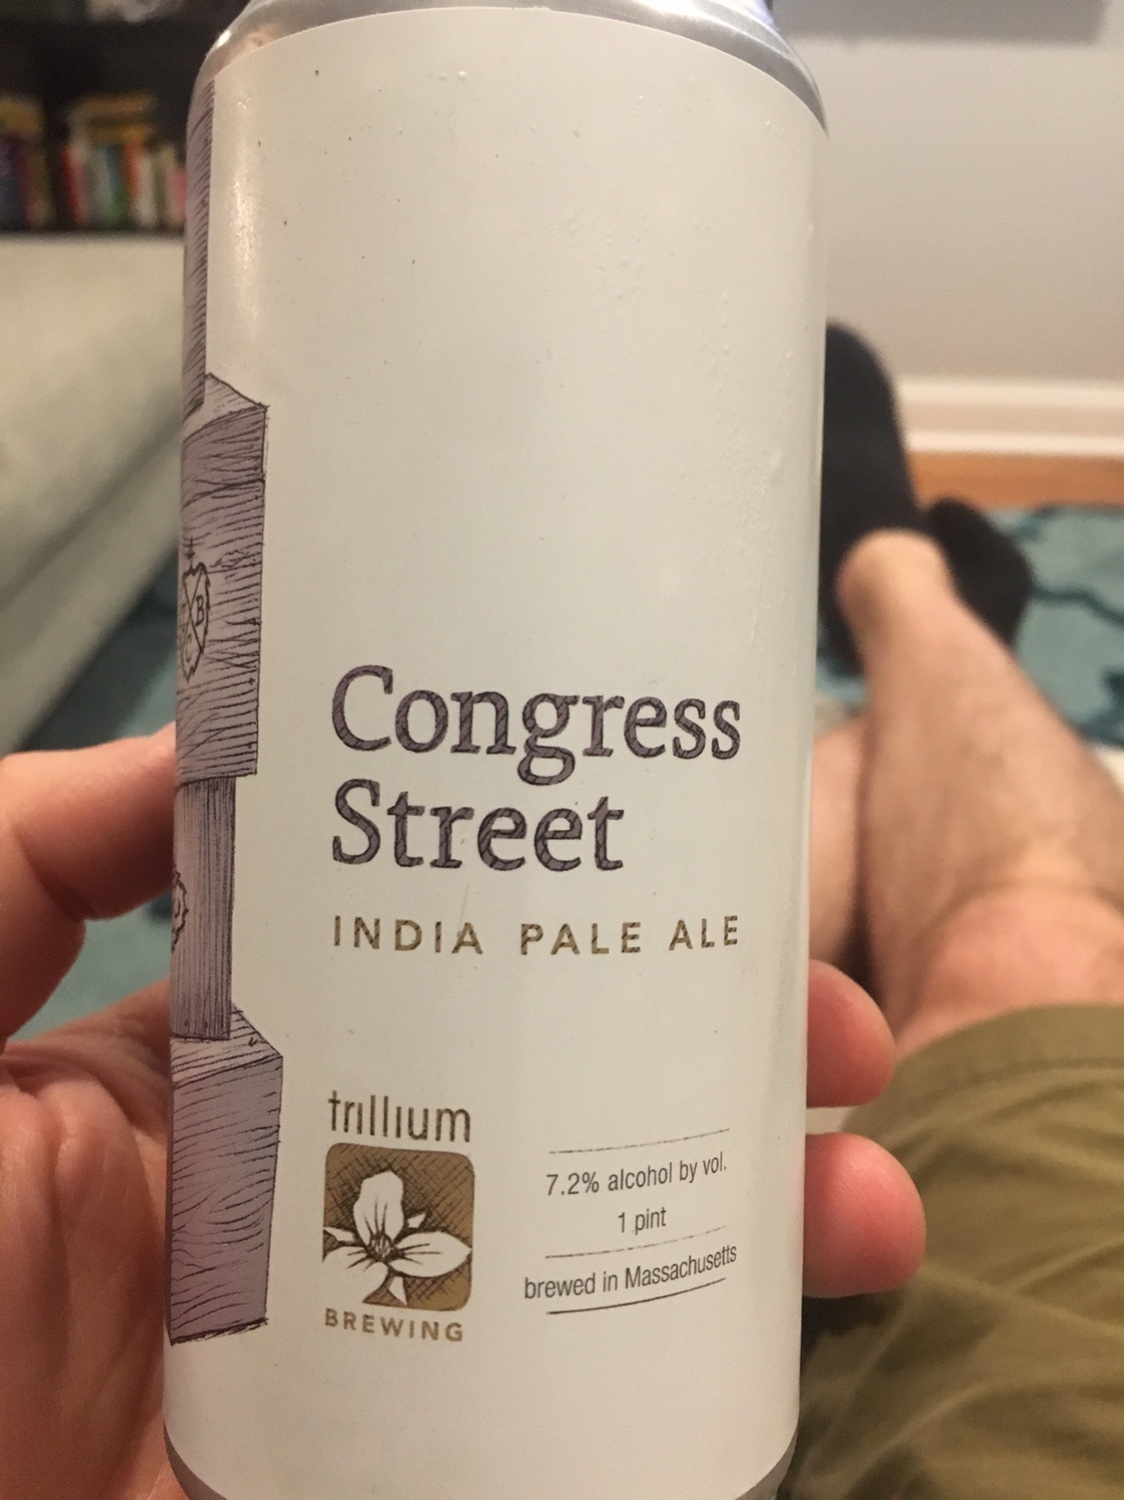 Congress
Street
INDIA PALE ALE
trillium
BREWING
7.2% alcohol by vol.
1 pint
brewed in Massachusetts
B
C